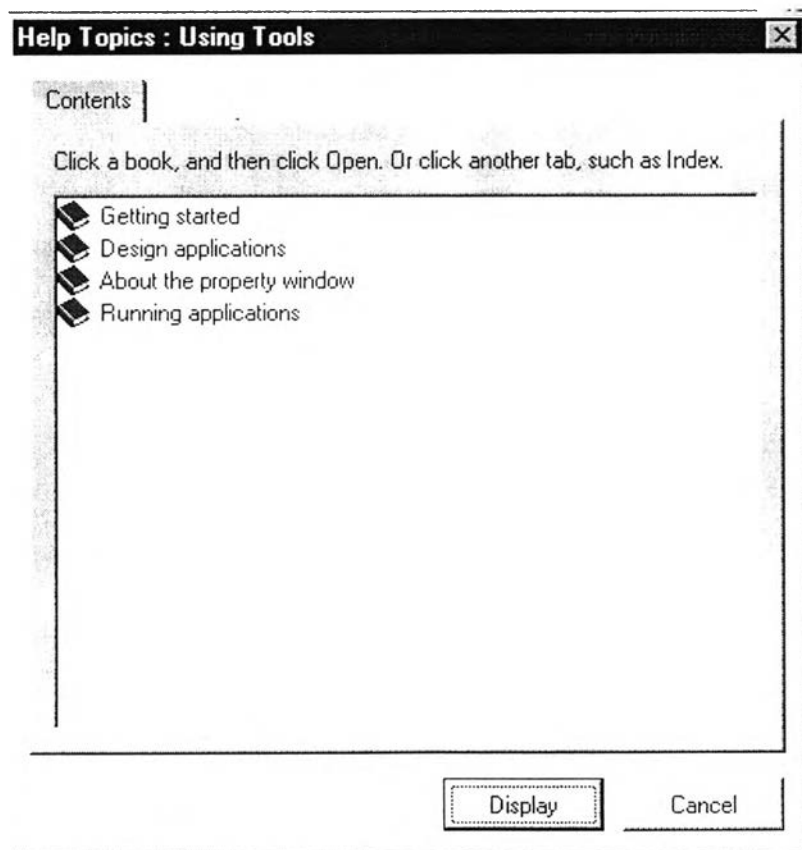 Help Topics : Using Tools
Contents
Click a book, and then click Open. Or click another tab, such as Index.
Getting started
Design applications
About the property window
Running applications
Display Cancel